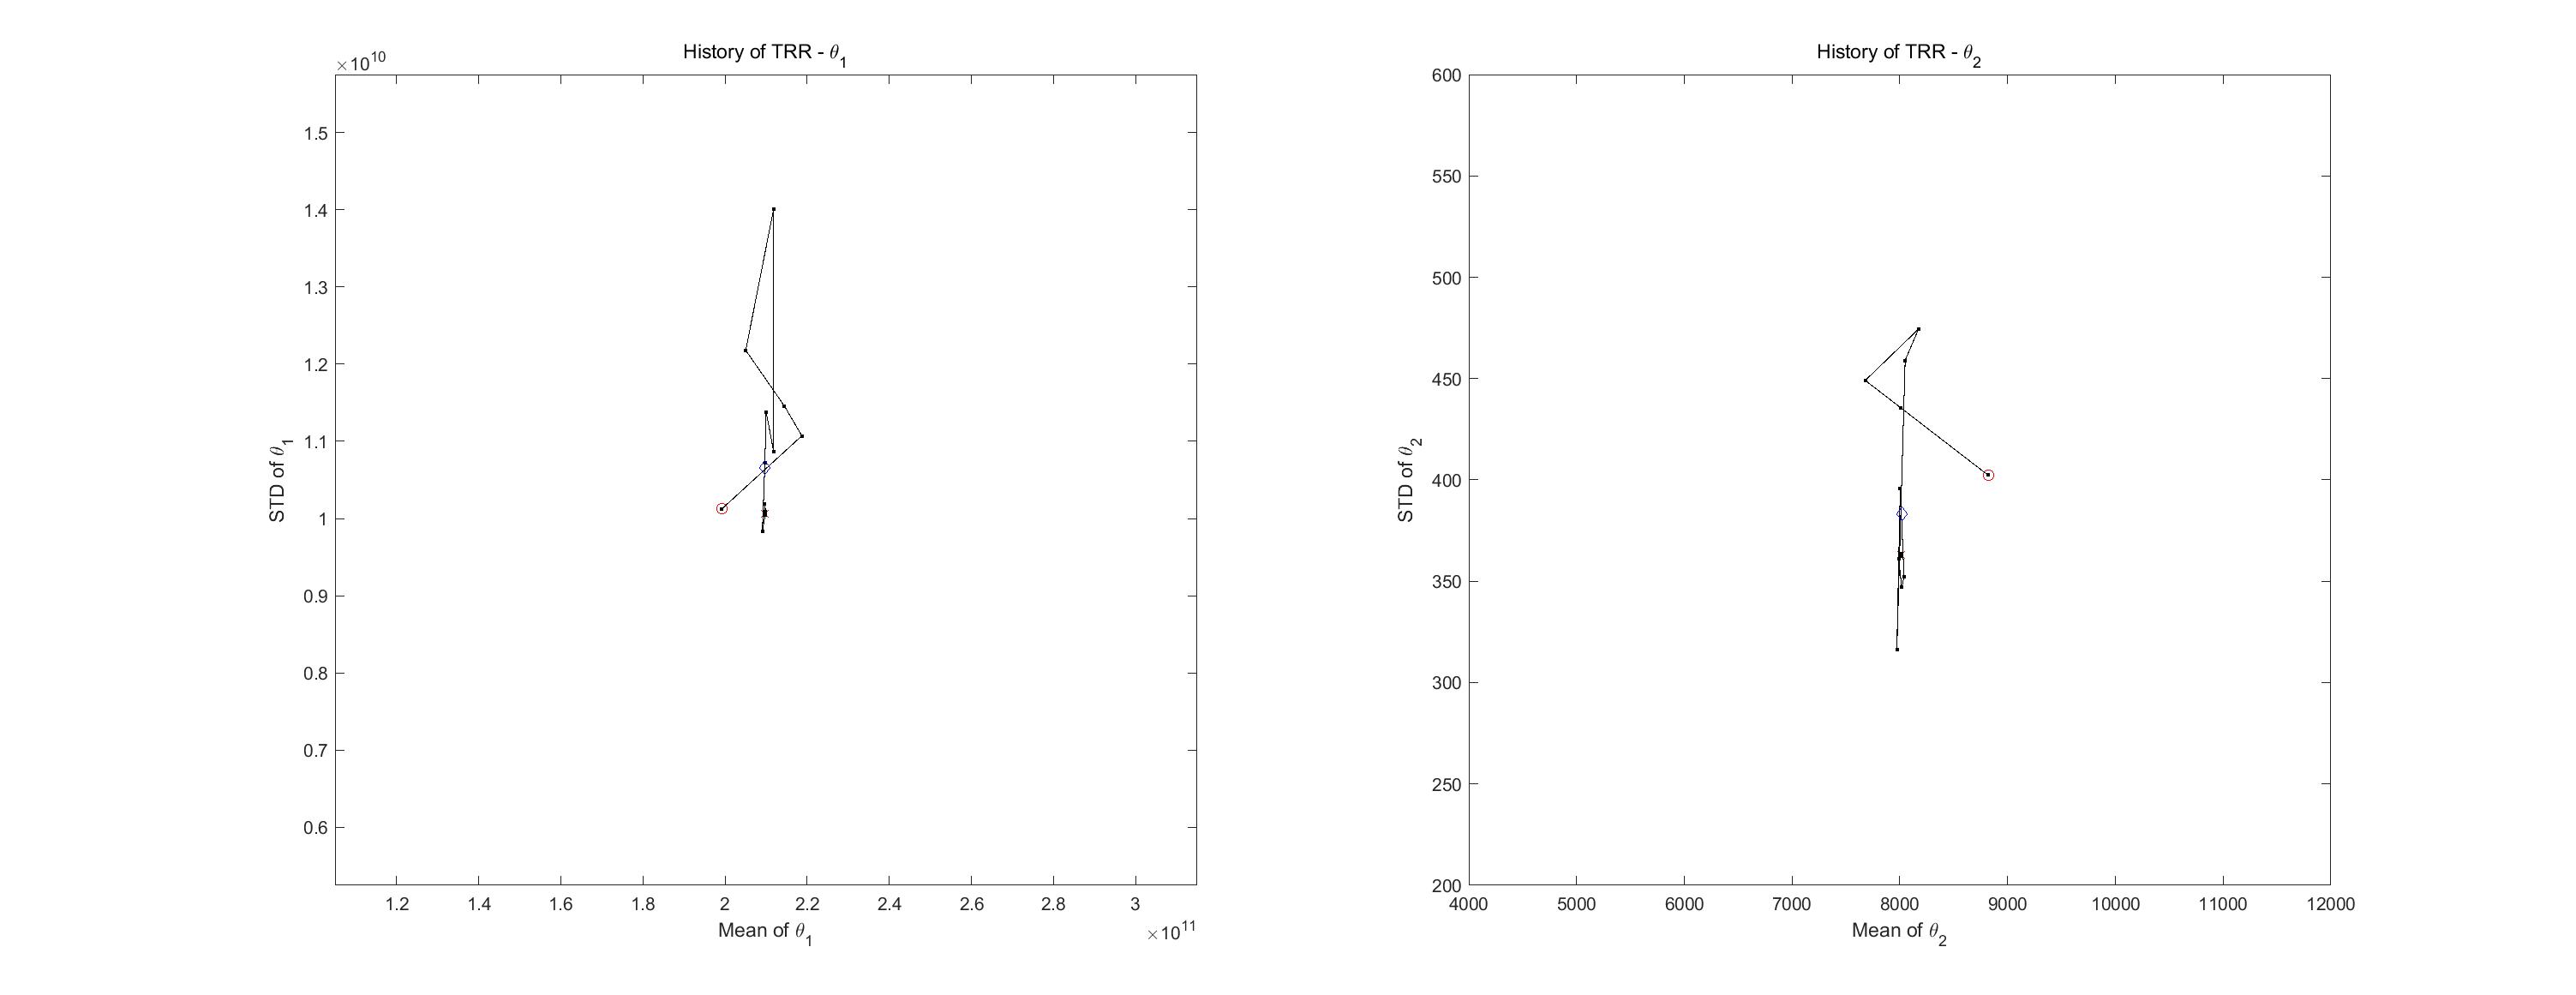 History of TRR - θ1
×10^10
1.5
1.4
1.3
1.2
1.1
1
0.9
0.8
0.7
0.6
STD of θ1
1.2 1.4 1.6 1.8 2 2.2 2.4 2.6 2.8 3
Mean of θ1
×10^11
History of TRR - θ2
600
550
500
450
400
350
300
250
200
STD of θ2
4000 5000 6000 7000 8000 9000 10000 11000 12000
Mean of θ2